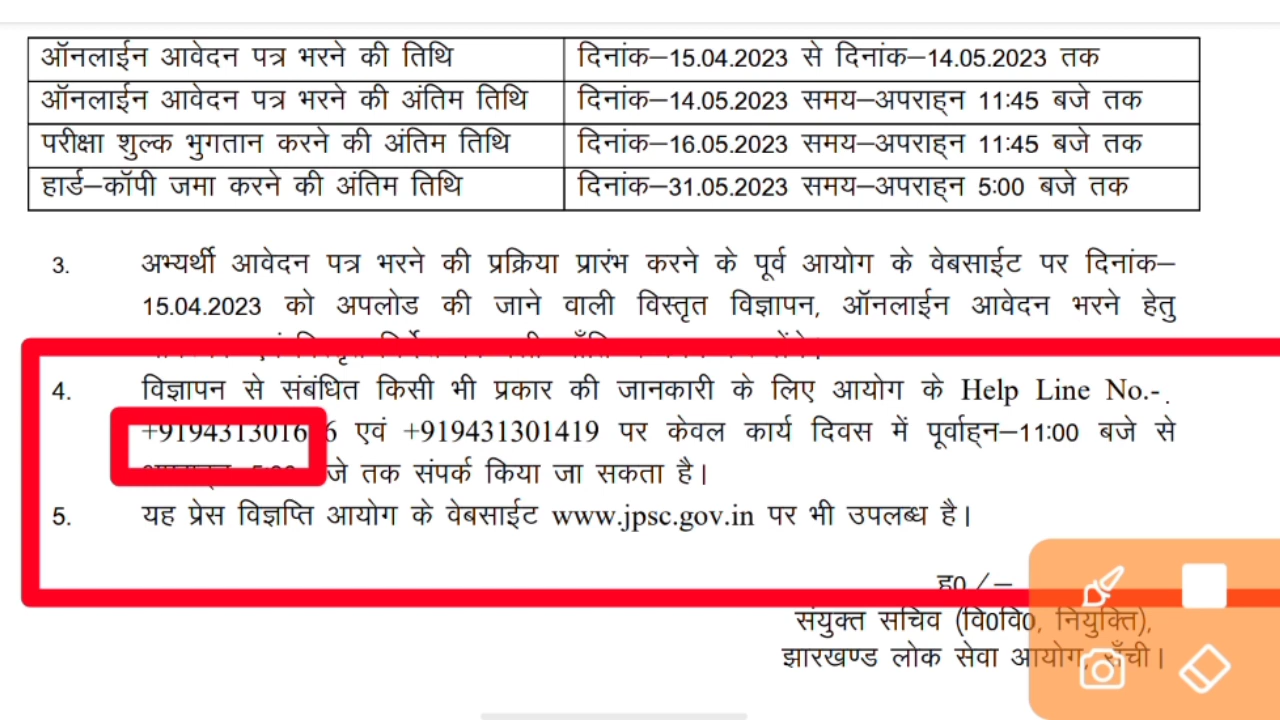 ऑनलाईन आवेदन पत्र भरने की तिथि दिनांक–15.04.2023 से दिनांक–14.05.2023 तक
ऑनलाईन आवेदन पत्र भरने की अंतिम तिथि दिनांक–14.05.2023 समय–अपराह्न 11:45 बजे तक
परीक्षा शुल्क भुगतान करने की अंतिम तिथि दिनांक–16.05.2023 समय–अपराह्न 11:45 बजे तक
हार्ड–कॉपी जमा करने की अंतिम तिथि दिनांक–31.05.2023 समय–अपराह्न 5:00 बजे तक
3. अभ्यर्थी आवेदन पत्र भरने की प्रक्रिया प्रारंभ करने के पूर्व आयोग के वेबसाईट पर दिनांक–
15.04.2023 को अपलोड की जाने वाली विस्तृत विज्ञापन, ऑनलाईन आवेदन भरने हेतु
4. विज्ञापन से संबंधित किसी भी प्रकार की जानकारी के लिए आयोग के Help Line No.-
एवं +919431301419 पर केवल कार्य दिवस में पूर्वाह्न–11:00 बजे से
तक संपर्क किया जा सकता है।
5. यह प्रेस विज्ञप्ति आयोग के वेबसाईट www.jpsc.gov.in पर भी उपलब्ध है।
ह0/–
संयुक्त सचिव (वि0वि0, नियुक्ति),
झारखण्ड लोक सेवा आयोग, राँची।